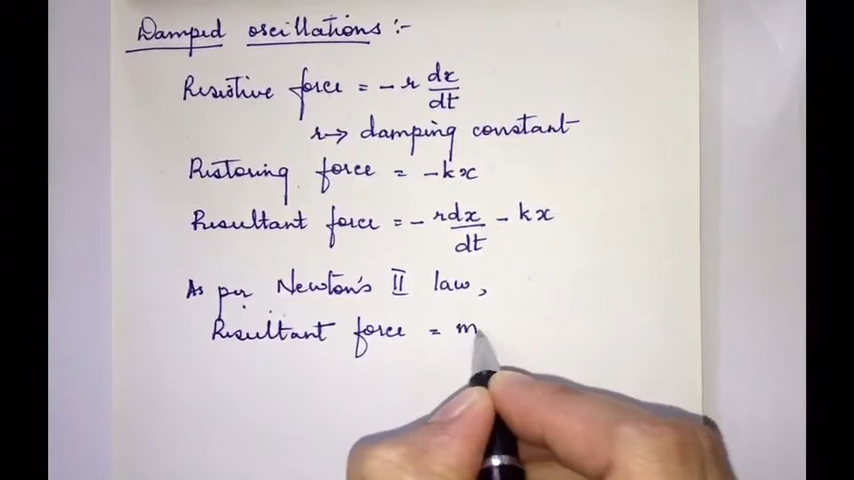 Damped oscillations :-
Resistive force = - r dx/dt
r → damping constant
Restoring force = -kx
Resultant force = - rdx/dt - kx
As per Newton's II law,
Resultant force = m